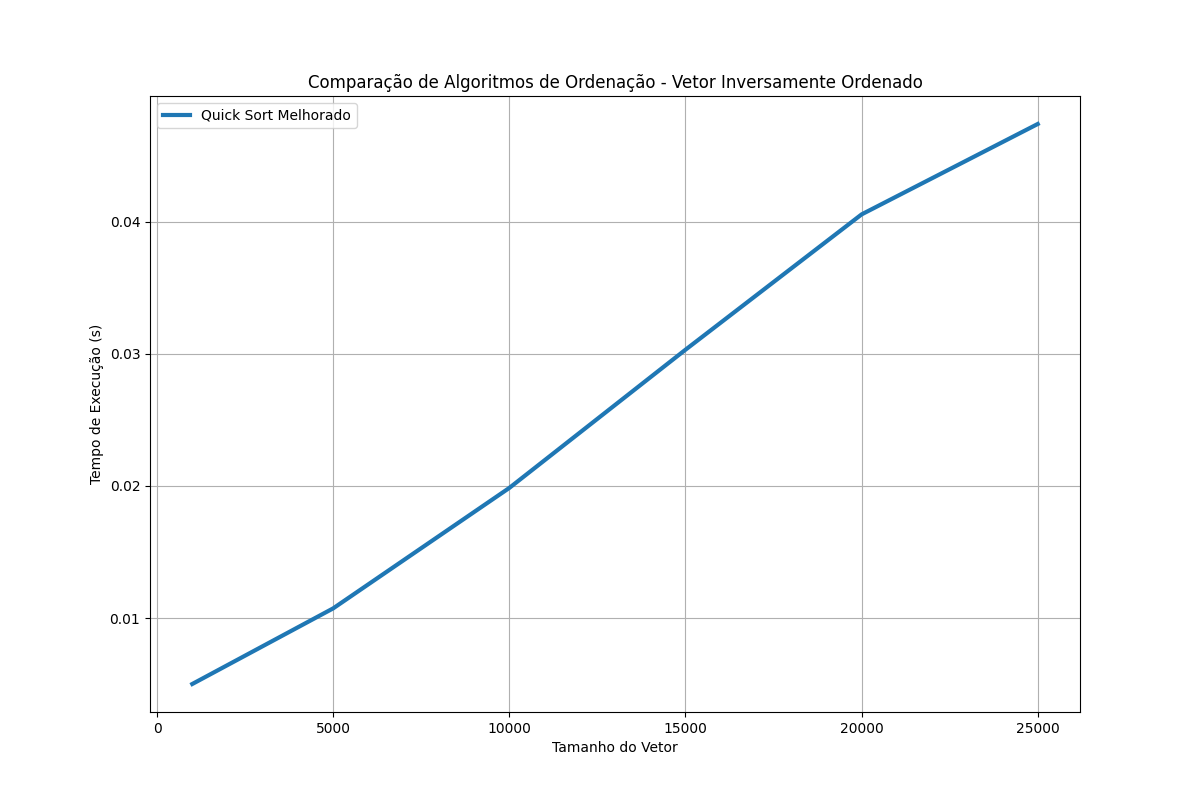 Comparação de Algoritmos de Ordenação - Vetor Inversamente Ordenado
Quick Sort Melhorado
Tempo de Execução (s)
0.04
0.03
0.02
0.01
0 5000 10000 15000 20000 25000
Tamanho do Vetor